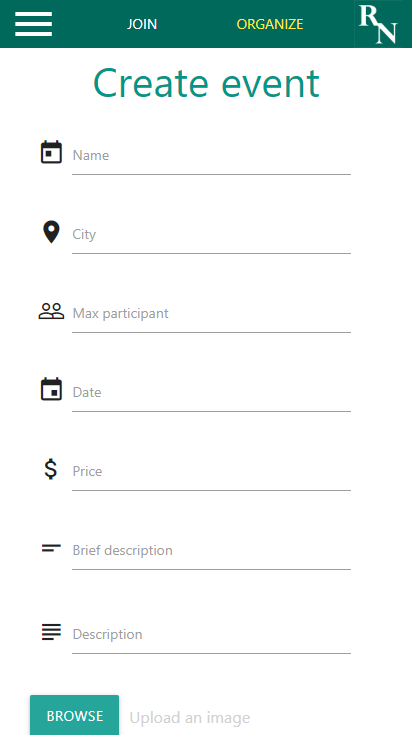 JOIN
ORGANIZE
RN
Create event
Name
City
Max participant
Date
$
Price
Brief description
Description
BROWSE
Upload an image